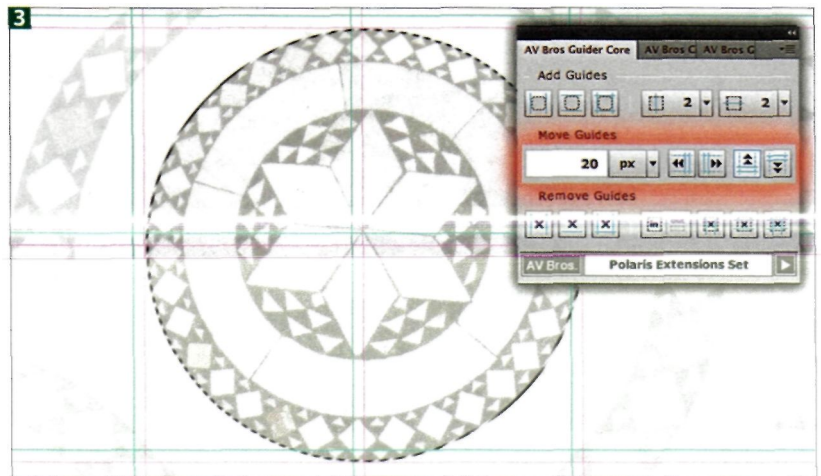 3
AV Bros Guider Core AV Bros C AV Bros G
Add Guides
2 2
Move Guides
20 px
Remove Guides
x x x in x x x
AV Bros. Polaris Extensions Set